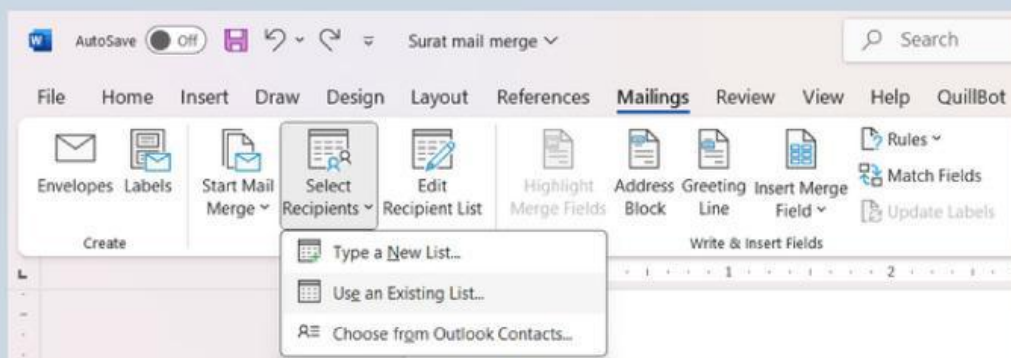 W AutoSave Off Surat mail merge Search
File Home Insert Draw Design Layout References Mailings Review View Help QuillBot
Envelopes Labels Start Mail Merge Select Recipients Edit Recipient List Highlight Merge Fields Address Block Greeting Line Insert Merge Field Rules
Match Fields
Update Labels
Create Write & Insert Fields
Type a New List...
1 2
Use an Existing List...
Choose from Outlook Contacts...